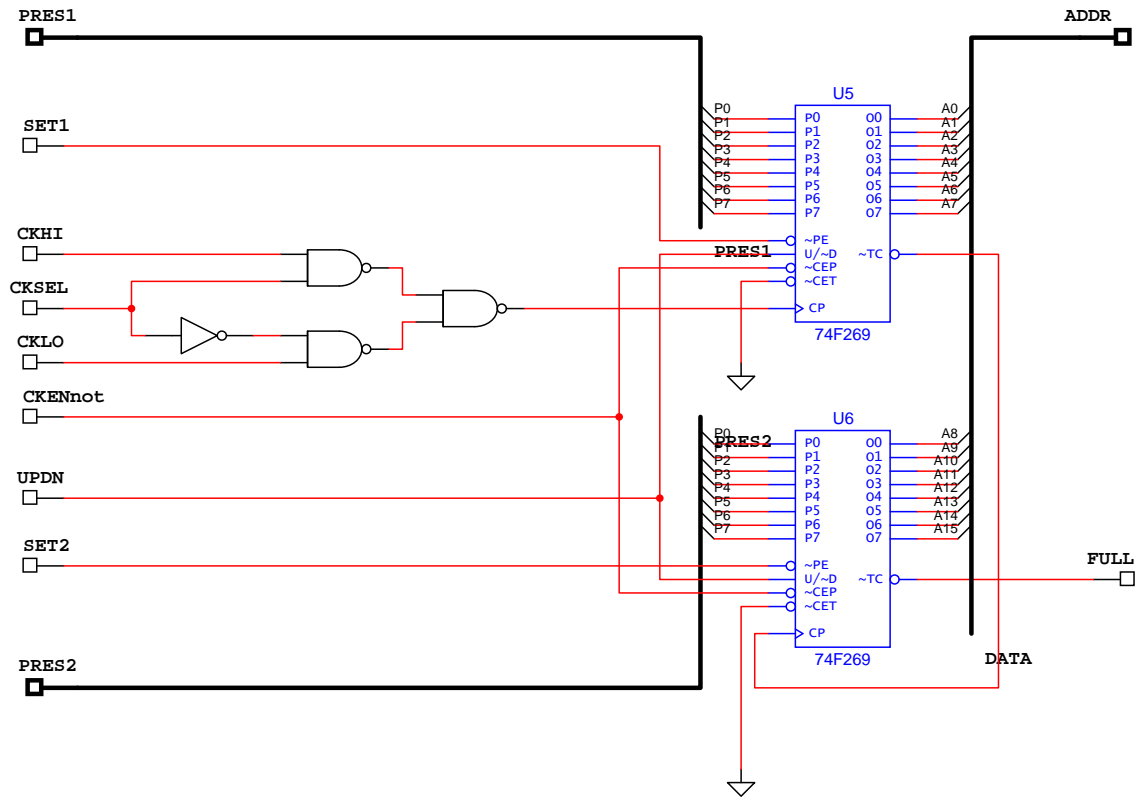 PRES1
ADDR
SET1
CKHI
CKSEL
CKLO
CKENnot
UPDN
SET2
PRES2
P0
P1
P2
P3
P4
P5
P6
P7
PRES1
U5
P0 O0
P1 O1
P2 O2
P3 O3
P4 O4
P5 O5
P6 O6
P7 O7
~PE
U/~D ~TC
~CEP
~CET
CP
74F269
A0
A1
A2
A3
A4
A5
A6
A7
P0
P1
P2
P3
P4
P5
P6
P7
PRES2
U6
P0 O0
P1 O1
P2 O2
P3 O3
P4 O4
P5 O5
P6 O6
P7 O7
~PE
U/~D ~TC
~CEP
~CET
CP
74F269
A8
A9
A10
A11
A12
A13
A14
A15
FULL
DATA